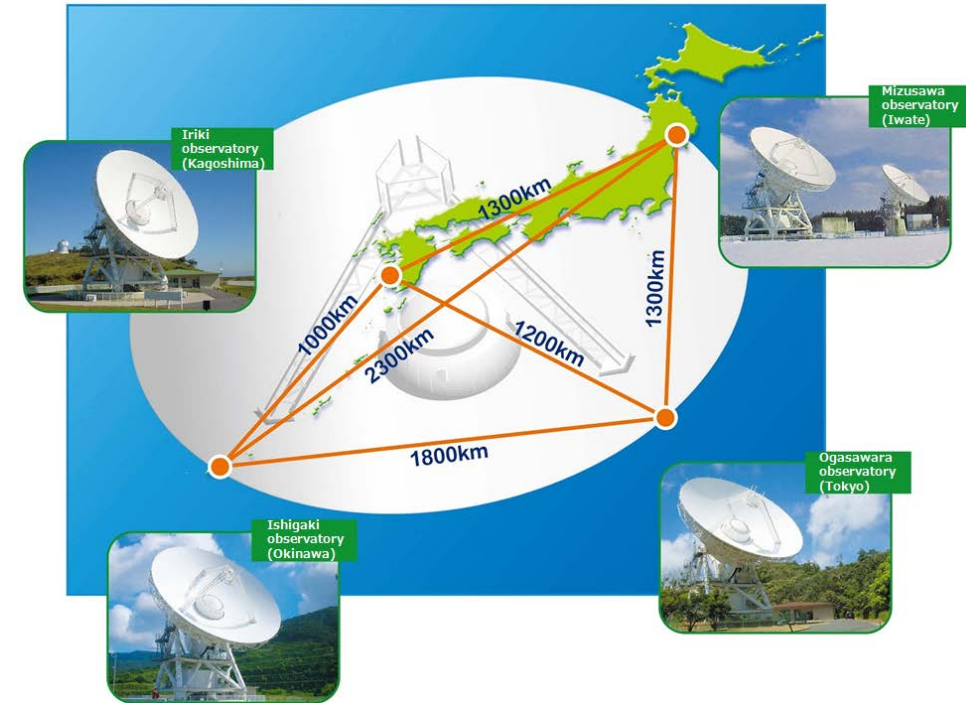 Mizusawa
observatory
(Iwate)
Iriki
observatory
(Kagoshima)
1300km
1000km
2300km
1200km
1300km
1800km
Ogasawara
observatory
(Tokyo)
Ishigaki
observatory
(Okinawa)